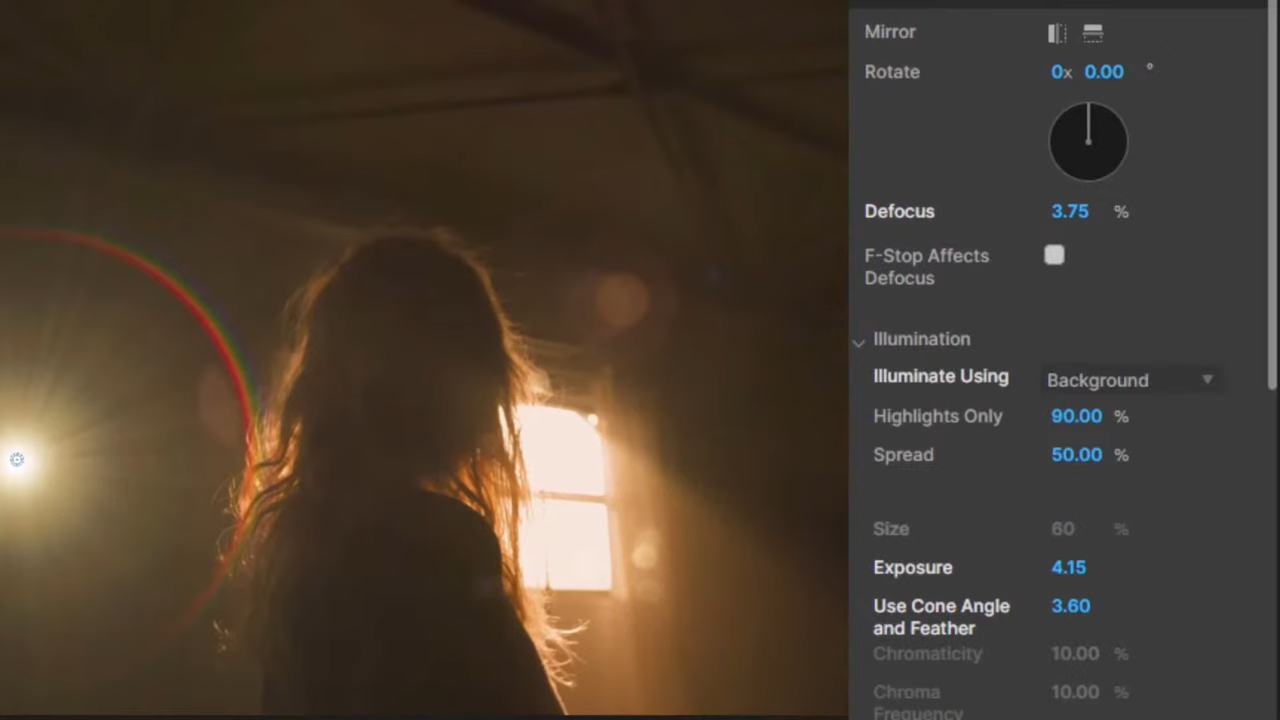 Mirror
Rotate 0x 0.00 °
Defocus 3.75 %
F-Stop Affects
Defocus
Illumination
Illuminate Using Background
Highlights Only 90.00 %
Spread 50.00 %
Size 60 %
Exposure 4.15
Use Cone Angle 3.60
and Feather
Chromaticity 10.00 %
Chroma 10.00 %
Frequency